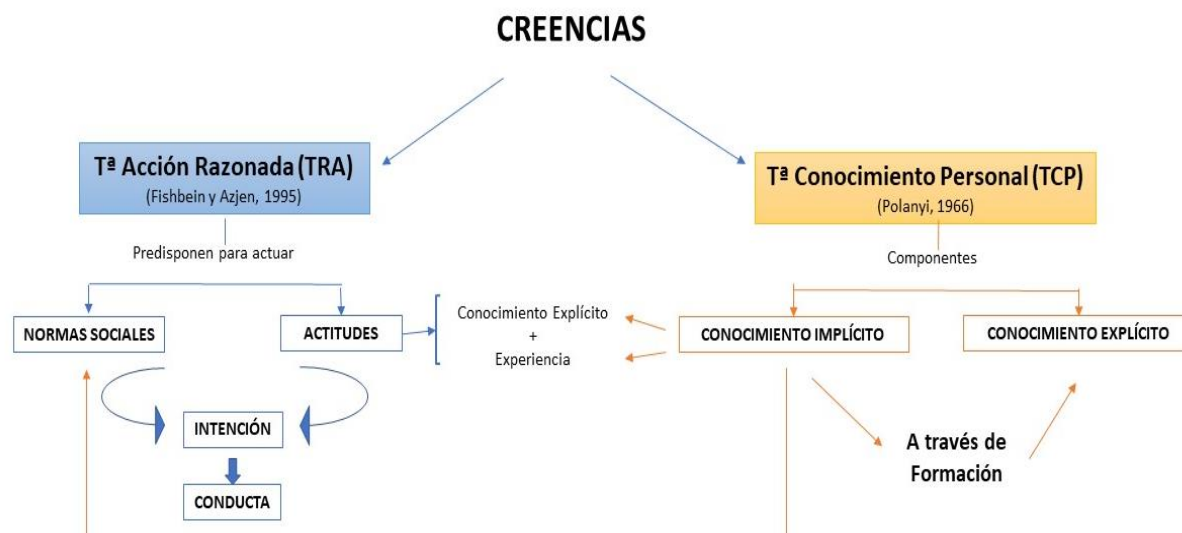 CREENCIAS
Tª Acción Razonada (TRA)
(Fishbein y Azjen, 1995)
Tª Conocimiento Personal (TCP)
(Polanyi, 1966)
Predisponen para actuar
Componentes
NORMAS SOCIALES
ACTITUDES
Conocimiento Explícito
+
Experiencia
CONOCIMIENTO IMPLÍCITO
CONOCIMIENTO EXPLÍCITO
INTENCIÓN
CONDUCTA
A través de
Formación